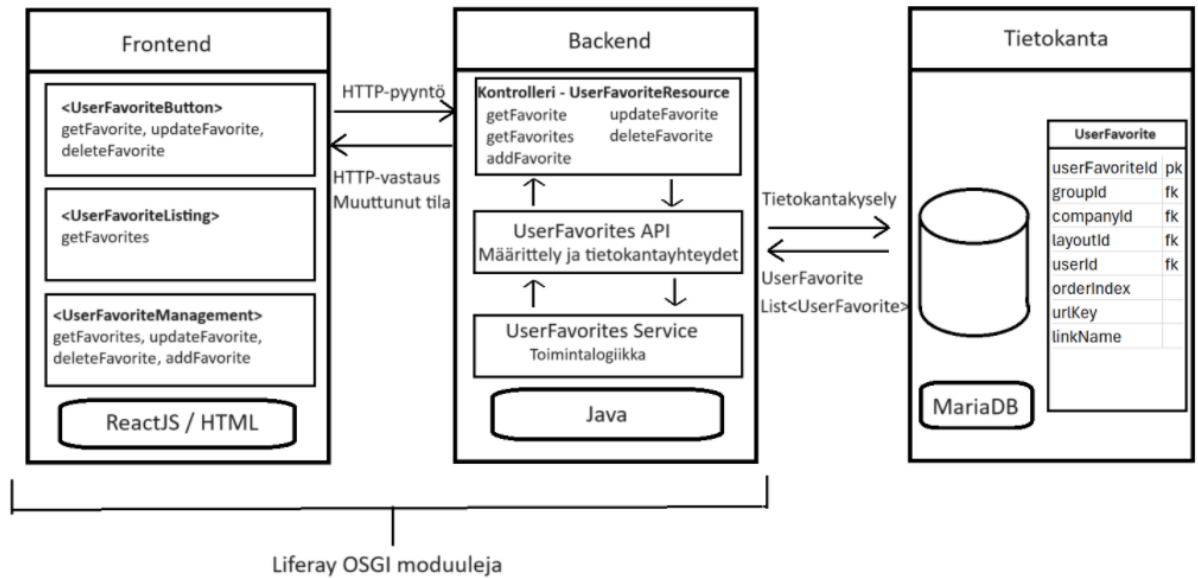 Frontend
<UserFavoriteButton>
getFavorite, updateFavorite,
deleteFavorite
<UserFavoriteListing>
getFavorites
<UserFavoriteManagement>
getFavorites, updateFavorite,
deleteFavorite, addFavorite
ReactJS / HTML
HTTP-pyyntö
HTTP-vastaus
Muuttunut tila
Backend
Kontrolleri - UserFavoriteResource
getFavorite updateFavorite
getFavorites deleteFavorite
addFavorite
UserFavorites API
Määrittely ja tietokantayhteydet
UserFavorites Service
Toimintalogiikka
Java
Tietokantakysely
UserFavorite
List<UserFavorite>
Tietokanta
MariaDB
UserFavorite
userFavoriteId pk
groupId fk
companyId fk
layoutId fk
userId fk
orderIndex
urlKey
linkName
Liferay OSGI moduuleja